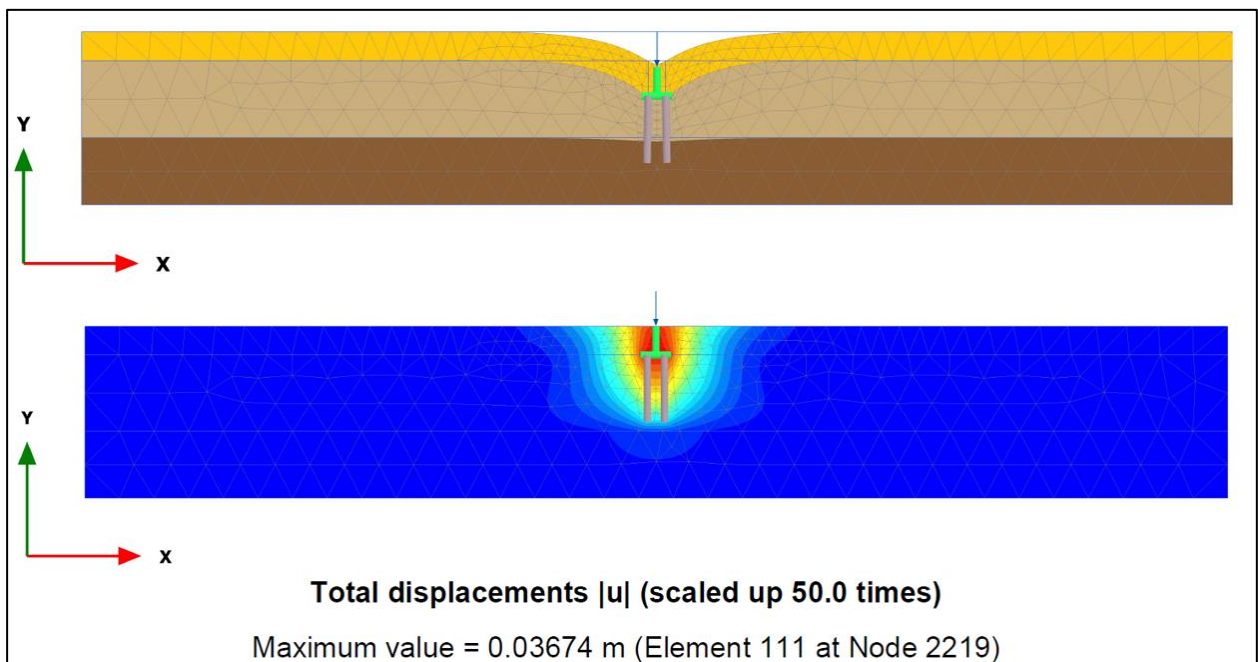 Y
X
Y
X
Total displacements |u| (scaled up 50.0 times)
Maximum value = 0.03674 m (Element 111 at Node 2219)